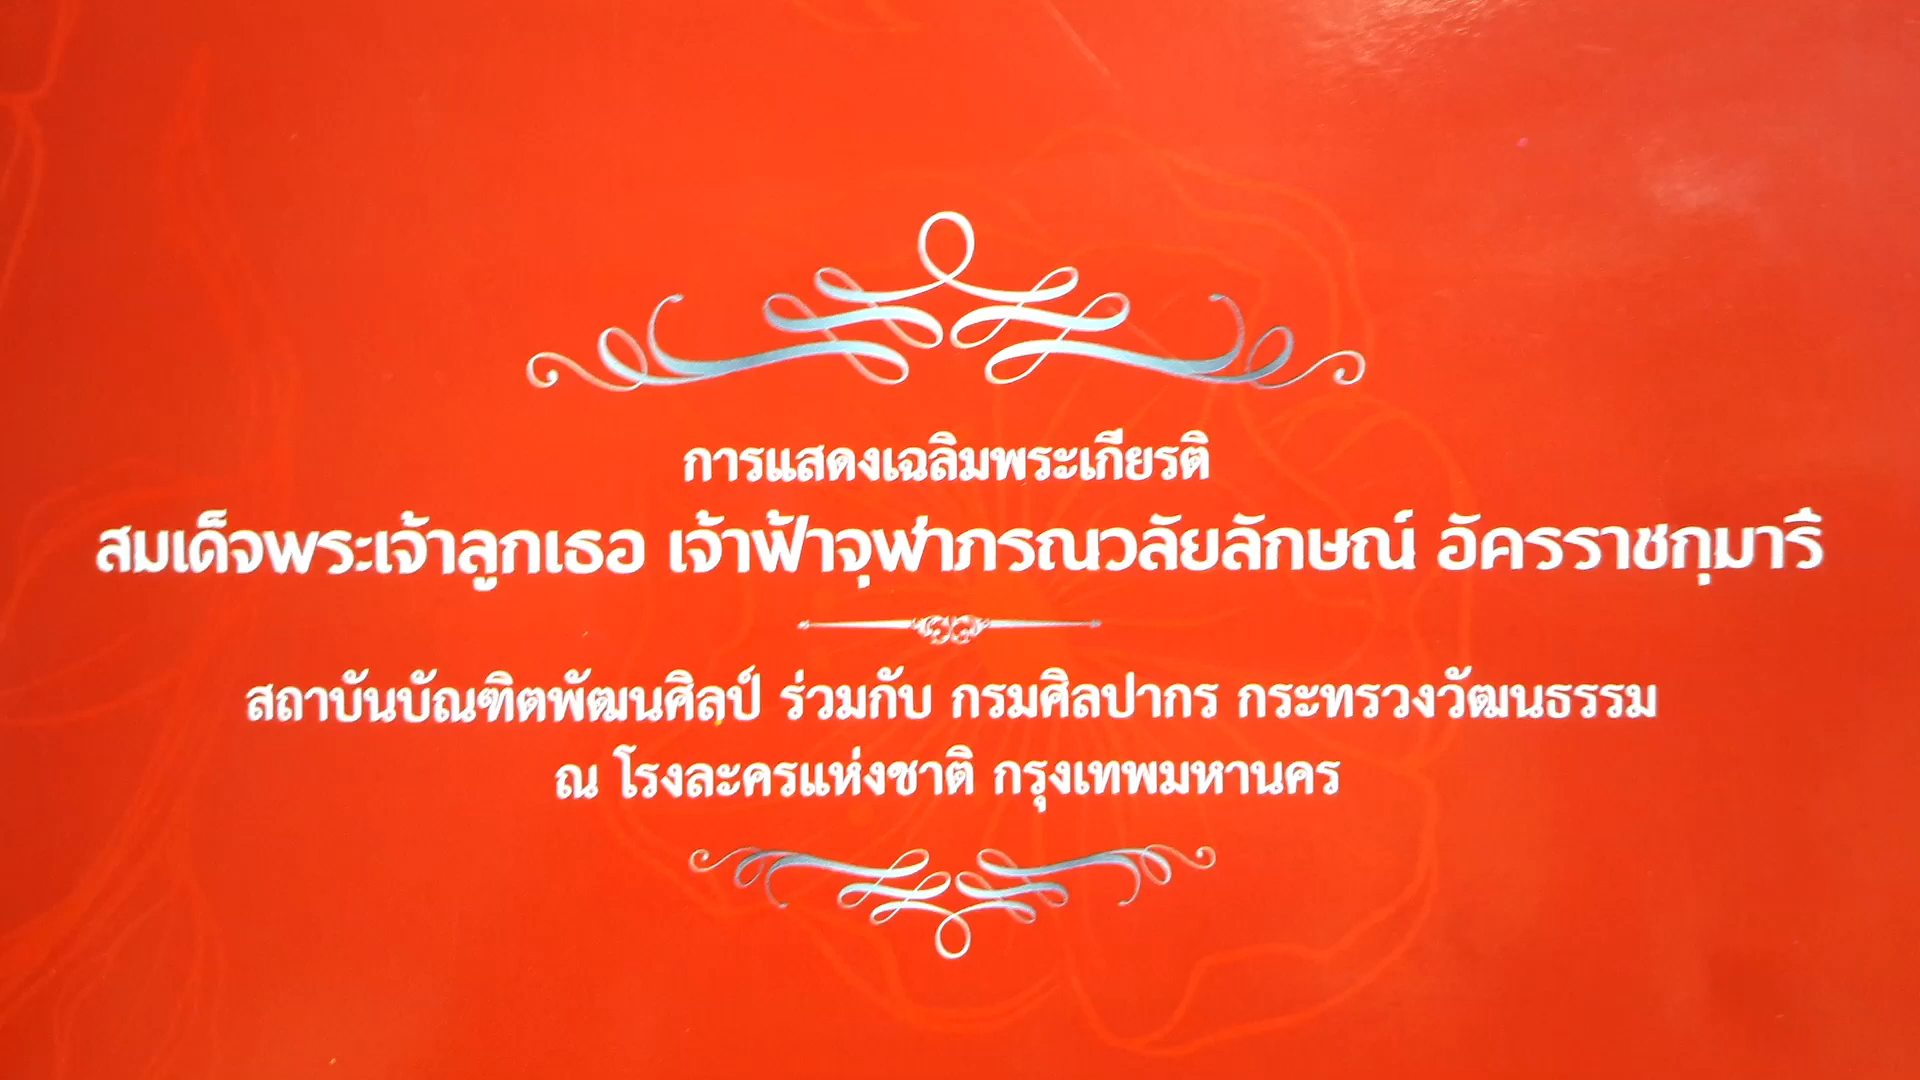 การแสดงเฉลิมพระเกียรติ
สมเด็จพระเจ้าลูกเธอ เจ้าฟ้าจุฬาภรณวลัยลักษณ์ อัครราชกุมารี
สถาบันบัณฑิตพัฒนศิลป์ ร่วมกับ กรมศิลปากร กระทรวงวัฒนธรรม
ณ โรงละครแห่งชาติ กรุงเทพมหานคร